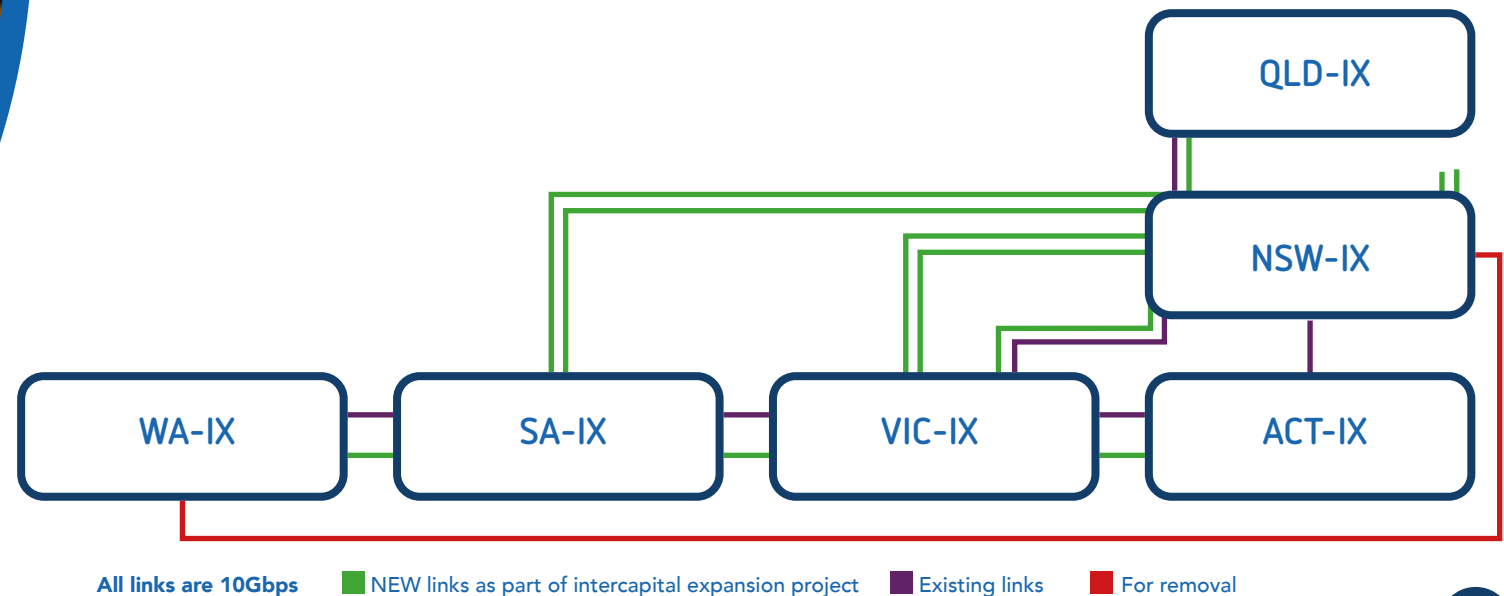 QLD-IX
NSW-IX
WA-IX
SA-IX
VIC-IX
ACT-IX
All links are 10Gbps NEW links as part of intercapital expansion project Existing links For removal